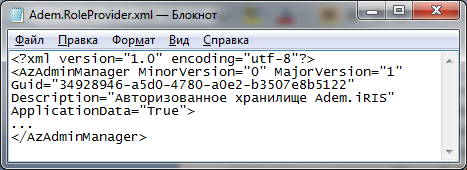 Adem.RoleProvider.xml — Блокнот
Файл Правка Формат Вид Справка
<?xml version="1.0" encoding="utf-8"?>
<AzAdminManager MinorVersion="0" MajorVersion="1"
Guid="34928946-a5d0-4780-a0e2-b3507e8b5122"
Description="Авторизованное хранилище Adem.iRIS"
ApplicationData="True">
...
</AzAdminManager>